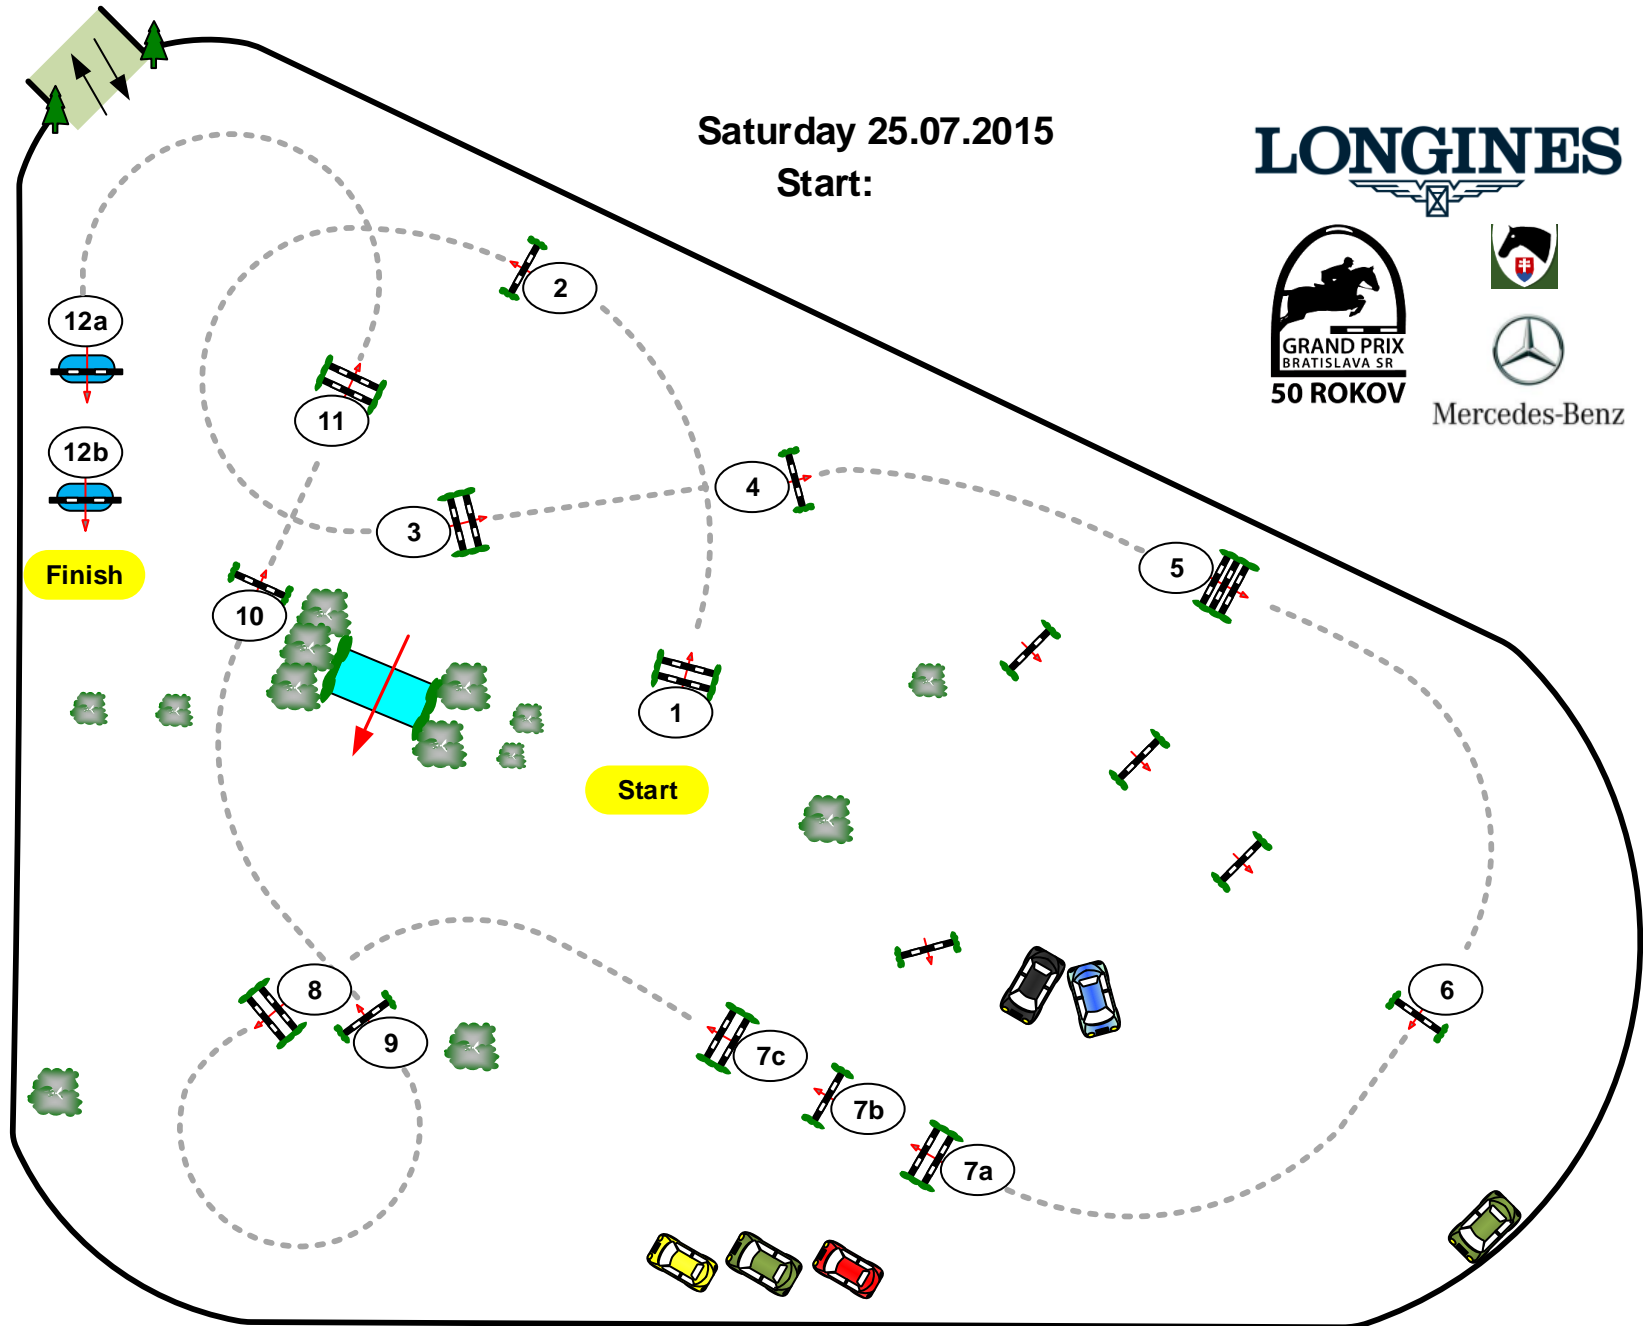 Saturday 25.07.2015
Start:
LONGINES
GRAND PRIX
BRATISLAVA SR
50 ROKOV
Mercedes-Benz
2
12a
11
12b
4
3
5
Finish
10
1
Start
8
6
9
7c
7b
7a